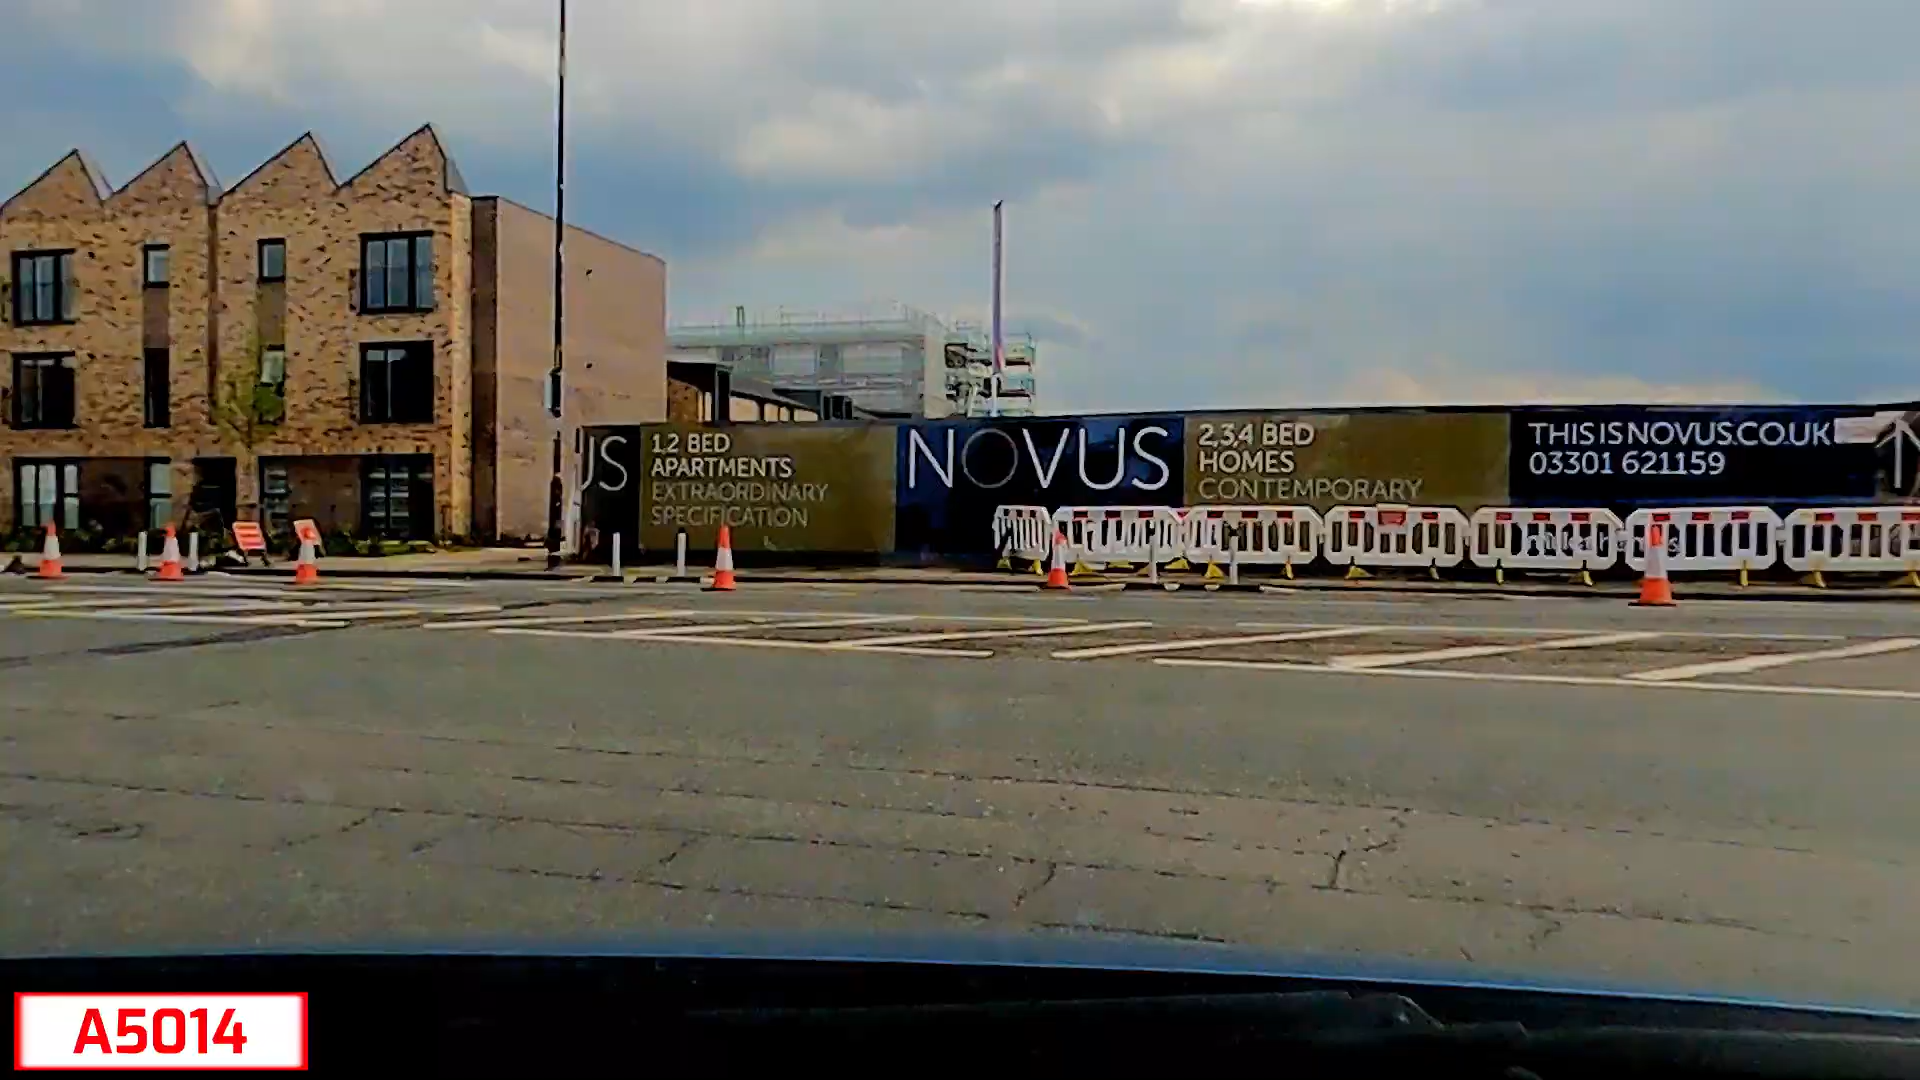 US
1,2 BED
APARTMENTS
EXTRAORDINARY
SPECIFICATION
NOVUS
2,3,4 BED
HOMES
CONTEMPORARY
THISISNOVUS.CO.UK
03301 621159
A5014